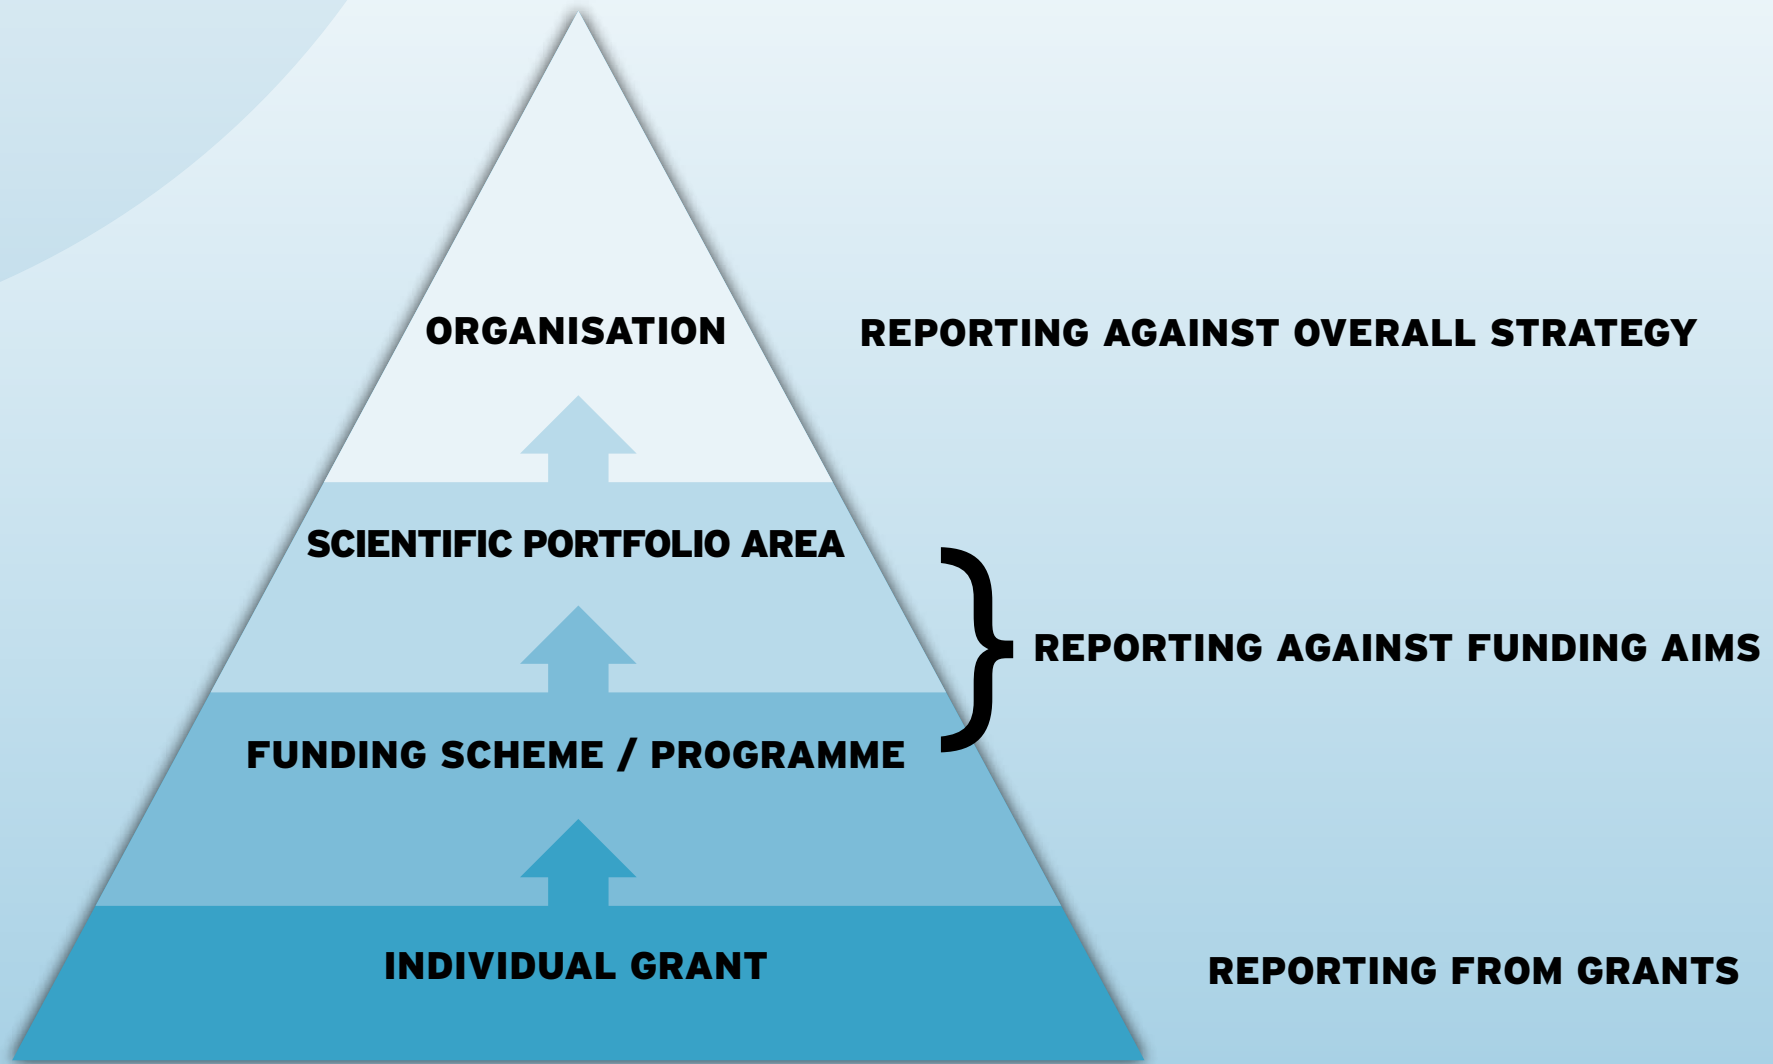 ORGANISATION
REPORTING AGAINST OVERALL STRATEGY
SCIENTIFIC PORTFOLIO AREA
REPORTING AGAINST FUNDING AIMS
FUNDING SCHEME / PROGRAMME
INDIVIDUAL GRANT
REPORTING FROM GRANTS